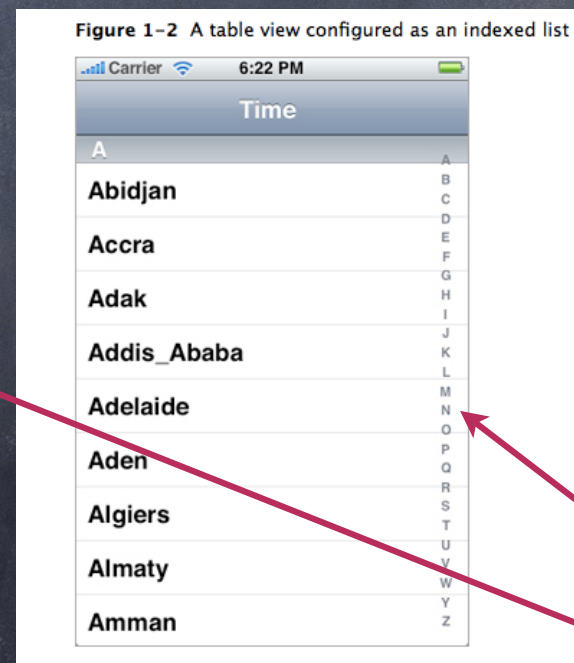 Figure 1–2 A table view configured as an indexed list
Carrier 6:22 PM
Time
A
Abidjan
Accra
Adak
Addis_Ababa
Adelaide
Aden
Algiers
Almaty
Amman
A
B
C
D
E
F
G
H
I
J
K
L
M
N
O
P
Q
R
S
T
U
V
W
Y
Z